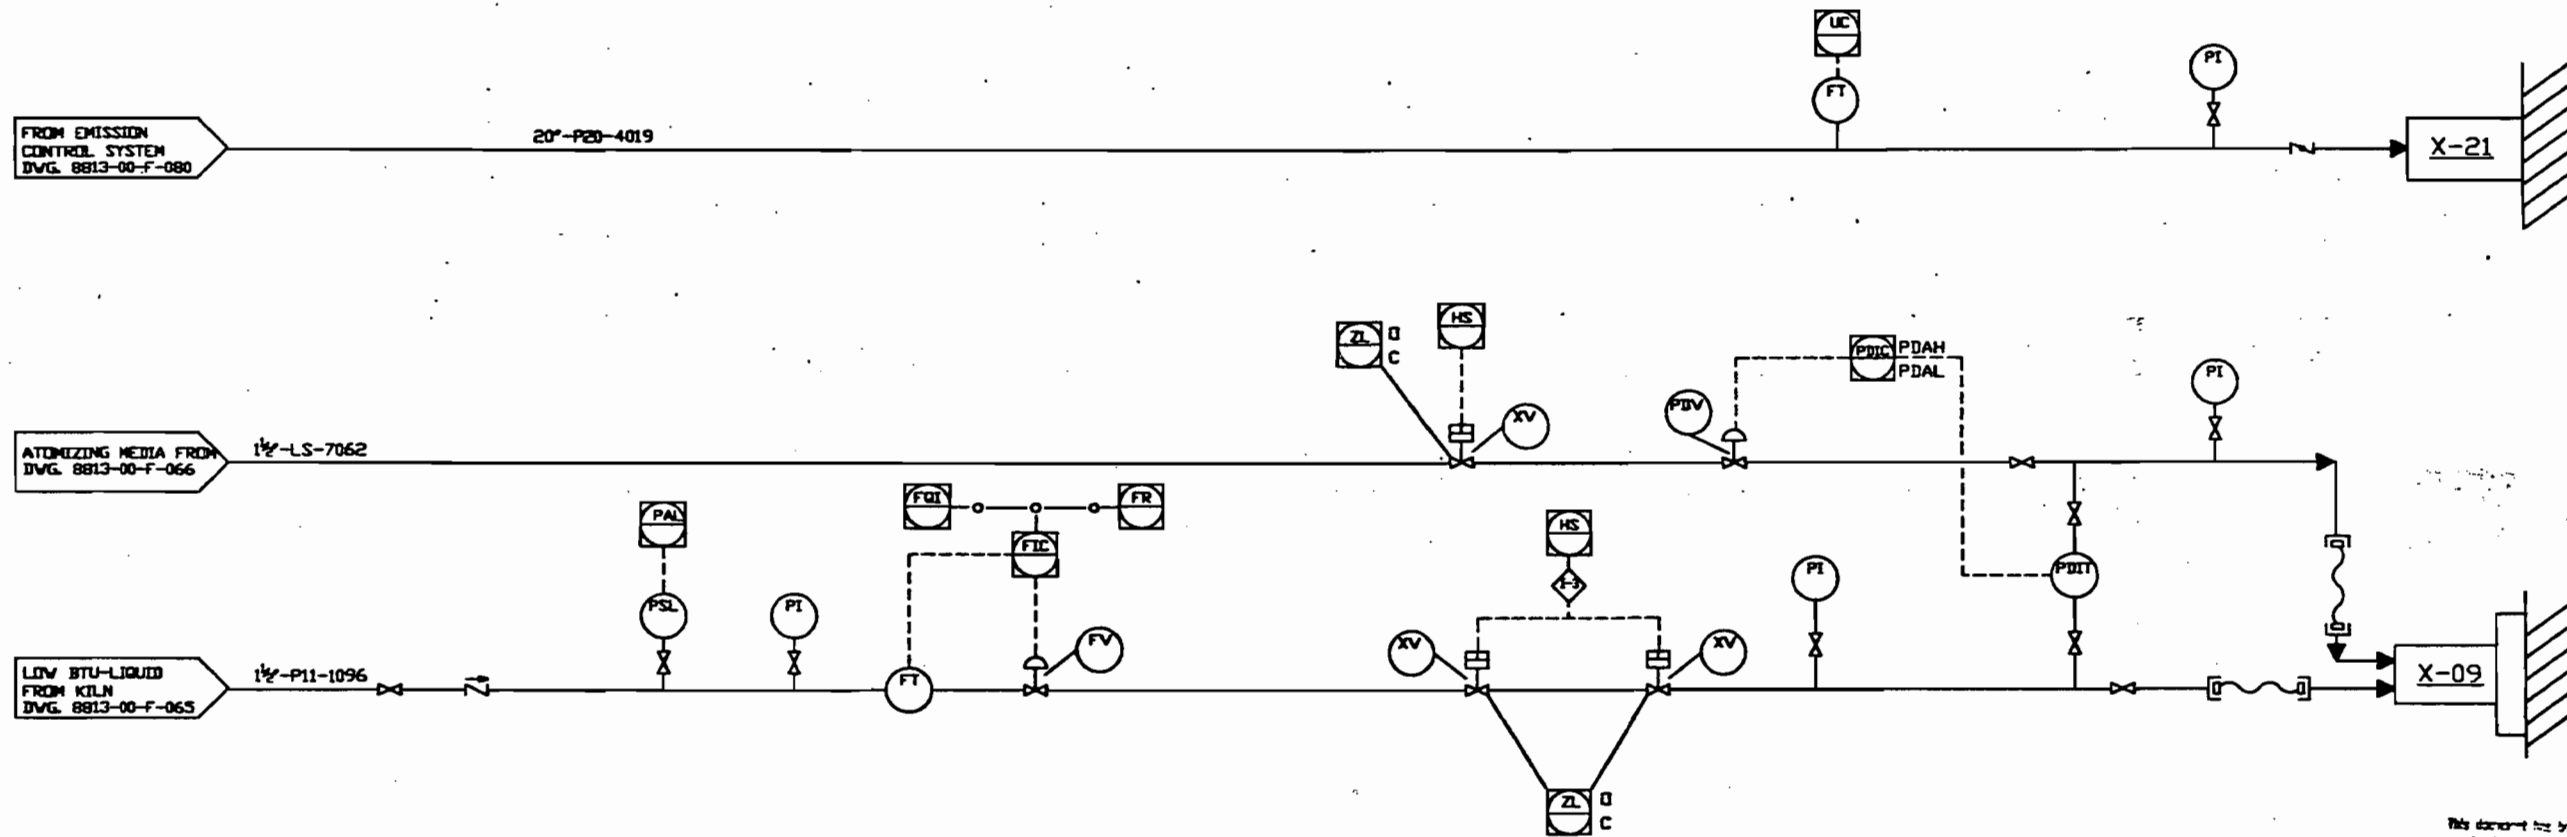 UC
PI
FT
FROM EMISSION
CONTROL SYSTEM
DWG. 8813-00-F-080
20"-P20-4019
X-21
HS
ZL O
C
PDIC PDAH
PDAL
PI
PDV
XV
ATOMIZING MEDIA FROM
DWG. 8813-00-F-066
1½"-LS-7062
FQI
FR
PAL
HS
FIC
PI
PDIT
I-3
PSL
PI
FV
XV
XV
LOW BTU-LIQUID
FROM KILN
DWG. 8813-00-F-065
1½"-P11-1096
FT
X-09
ZL O
C
This document has